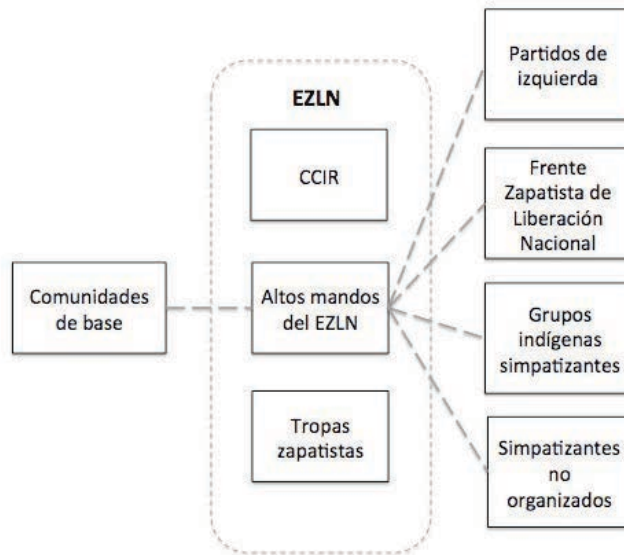 EZLN
CCIR
Comunidades
de base
Altos mandos
del EZLN
Tropas
zapatistas
Partidos de
izquierda
Frente
Zapatista de
Liberación
Nacional
Grupos
indígenas
simpatizantes
Simpatizantes
no
organizados